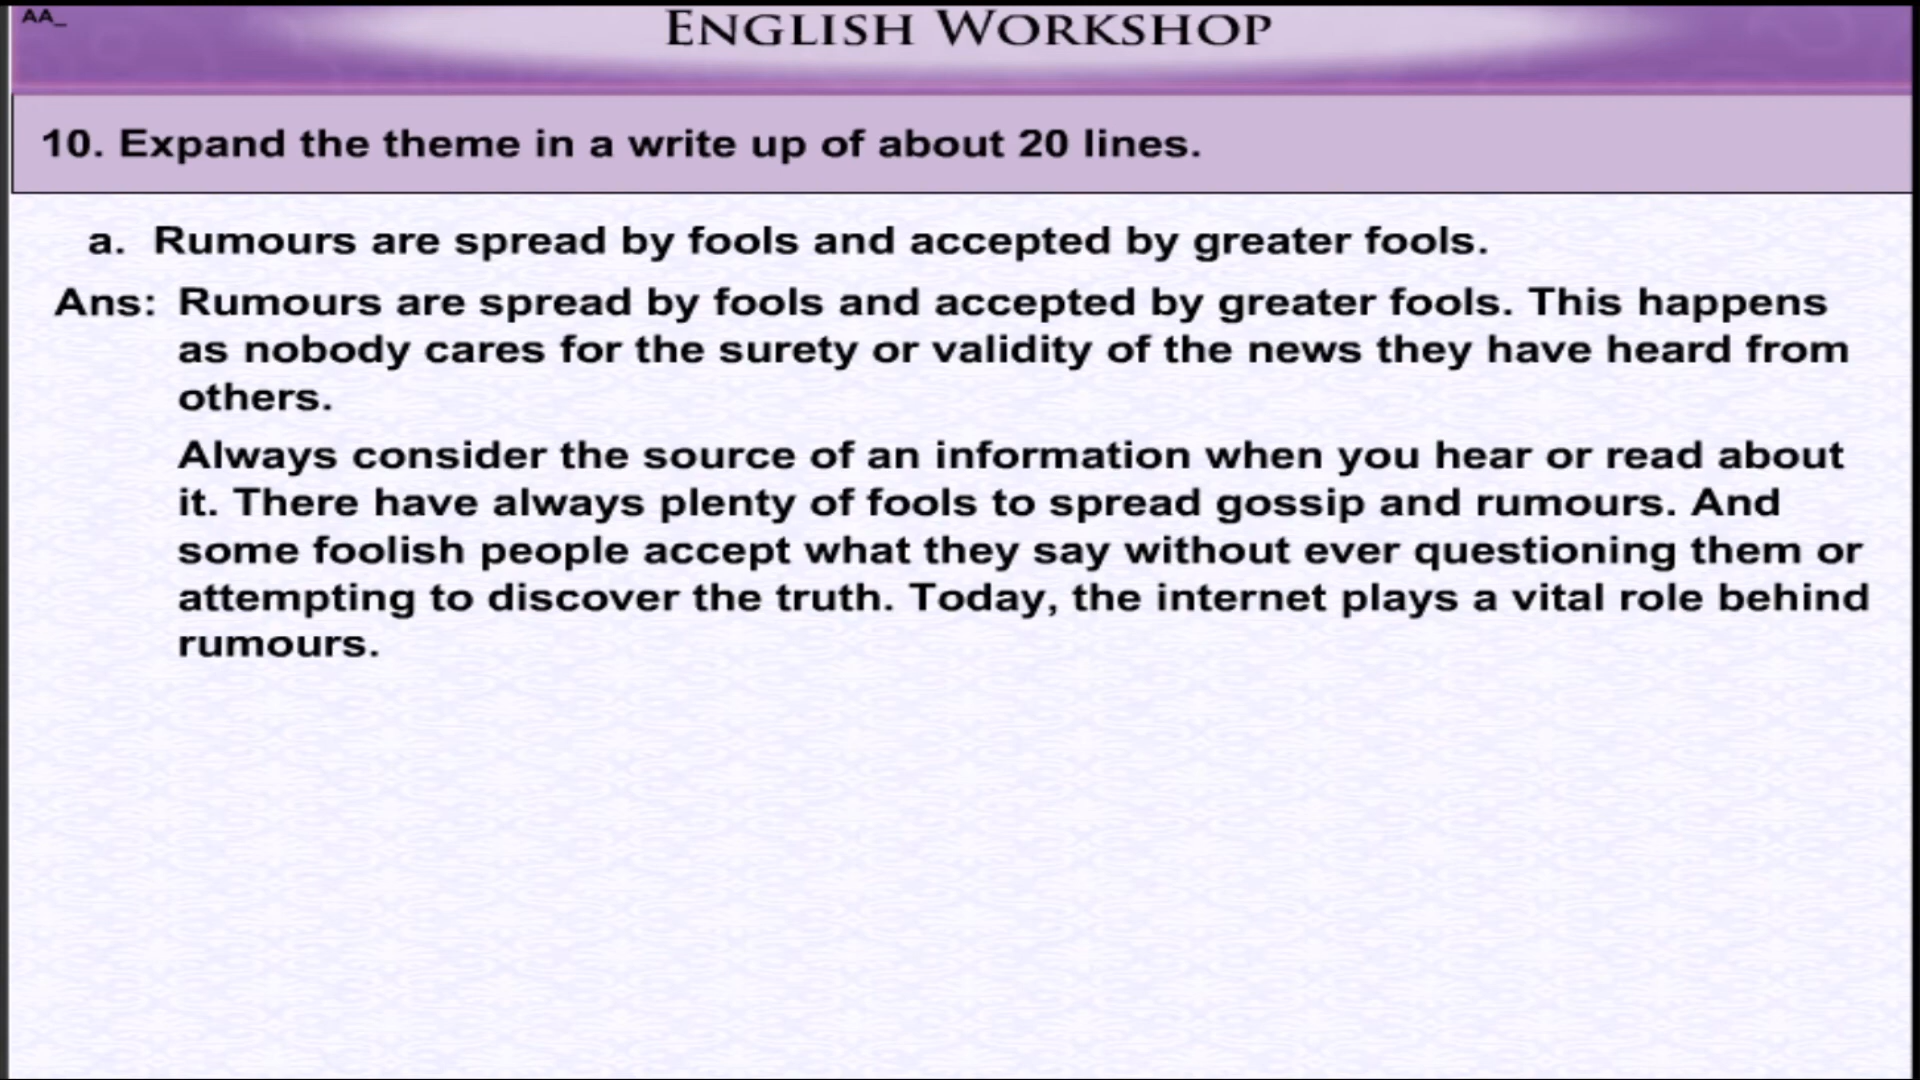 AA_
ENGLISH WORKSHOP
10. Expand the theme in a write up of about 20 lines.
a. Rumours are spread by fools and accepted by greater fools.
Ans: Rumours are spread by fools and accepted by greater fools. This happens
as nobody cares for the surety or validity of the news they have heard from
others.
Always consider the source of an information when you hear or read about
it. There have always plenty of fools to spread gossip and rumours. And
some foolish people accept what they say without ever questioning them or
attempting to discover the truth. Today, the internet plays a vital role behind
rumours.